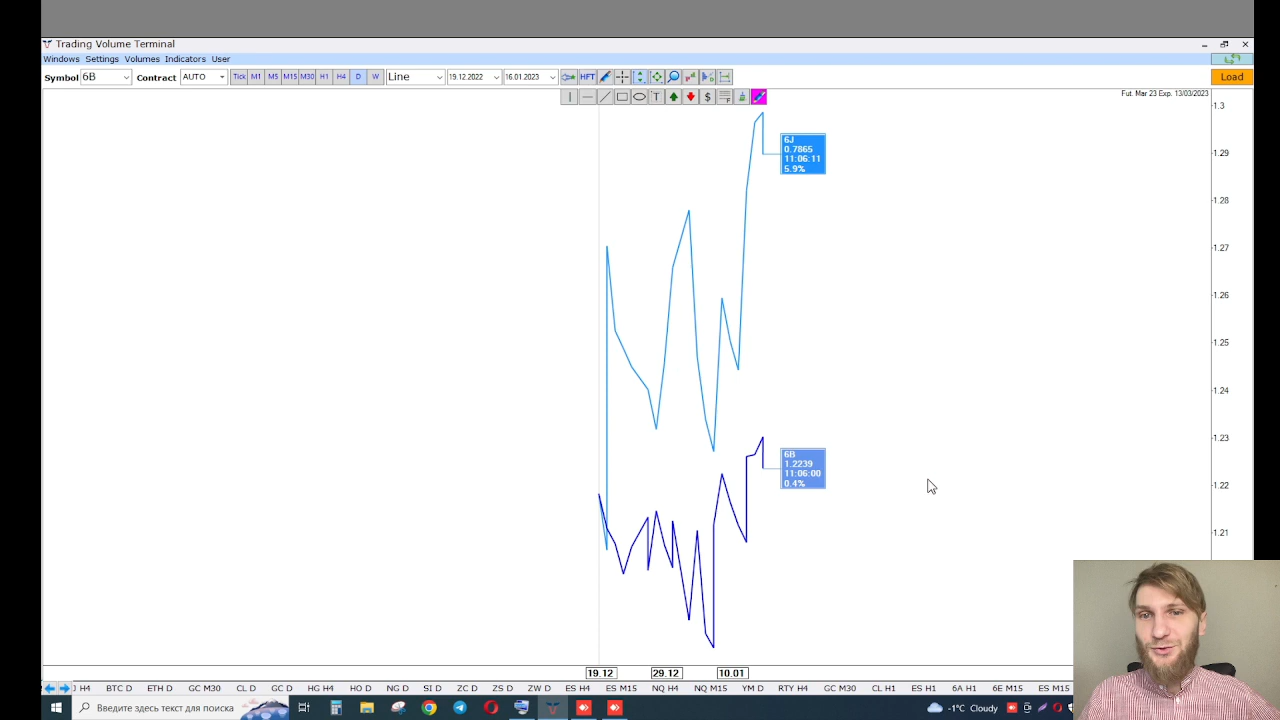 Trading Volume Terminal
Windows Settings Volumes Indicators User
Symbol 6B Contract AUTO Tick M1 M5 M15 M30 H1 H4 D W Line 19.12.2022 16.01.2023 HFT Load
T $
Fut. Mar 23 Exp. 13/03/2023
1.3
1.29
1.28
1.27
1.26
1.25
1.24
1.23
1.22
1.21
6J
0.7865
11:06:11
5.9%
6B
1.2239
11:06:00
0.4%
19.12 29.12 10.01
J H4 BTC D ETH D GC M30 CL D GC D HG H4 HO D NG D SI D ZC D ZS D ZW D ES H4 ES M15 NQ H4 NQ M15 YM D RTY H4 GC M30 CL H1 ES H1 6A H1 6E M15 ES M15
Введите здесь текст для поиска -1°C Cloudy